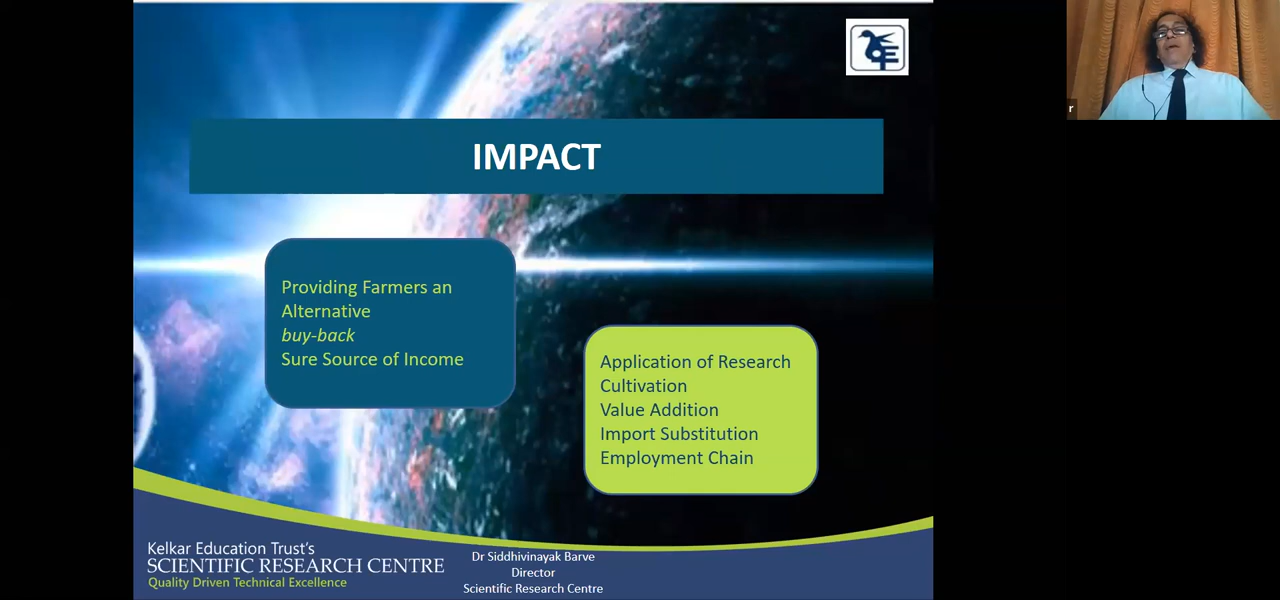 IMPACT
Providing Farmers an
Alternative
buy-back
Sure Source of Income
Application of Research
Cultivation
Value Addition
Import Substitution
Employment Chain
Kelkar Education Trust's
SCIENTIFIC RESEARCH CENTRE
Quality Driven Technical Excellence
Dr Siddhivinayak Barve
Director
Scientific Research Centre
r